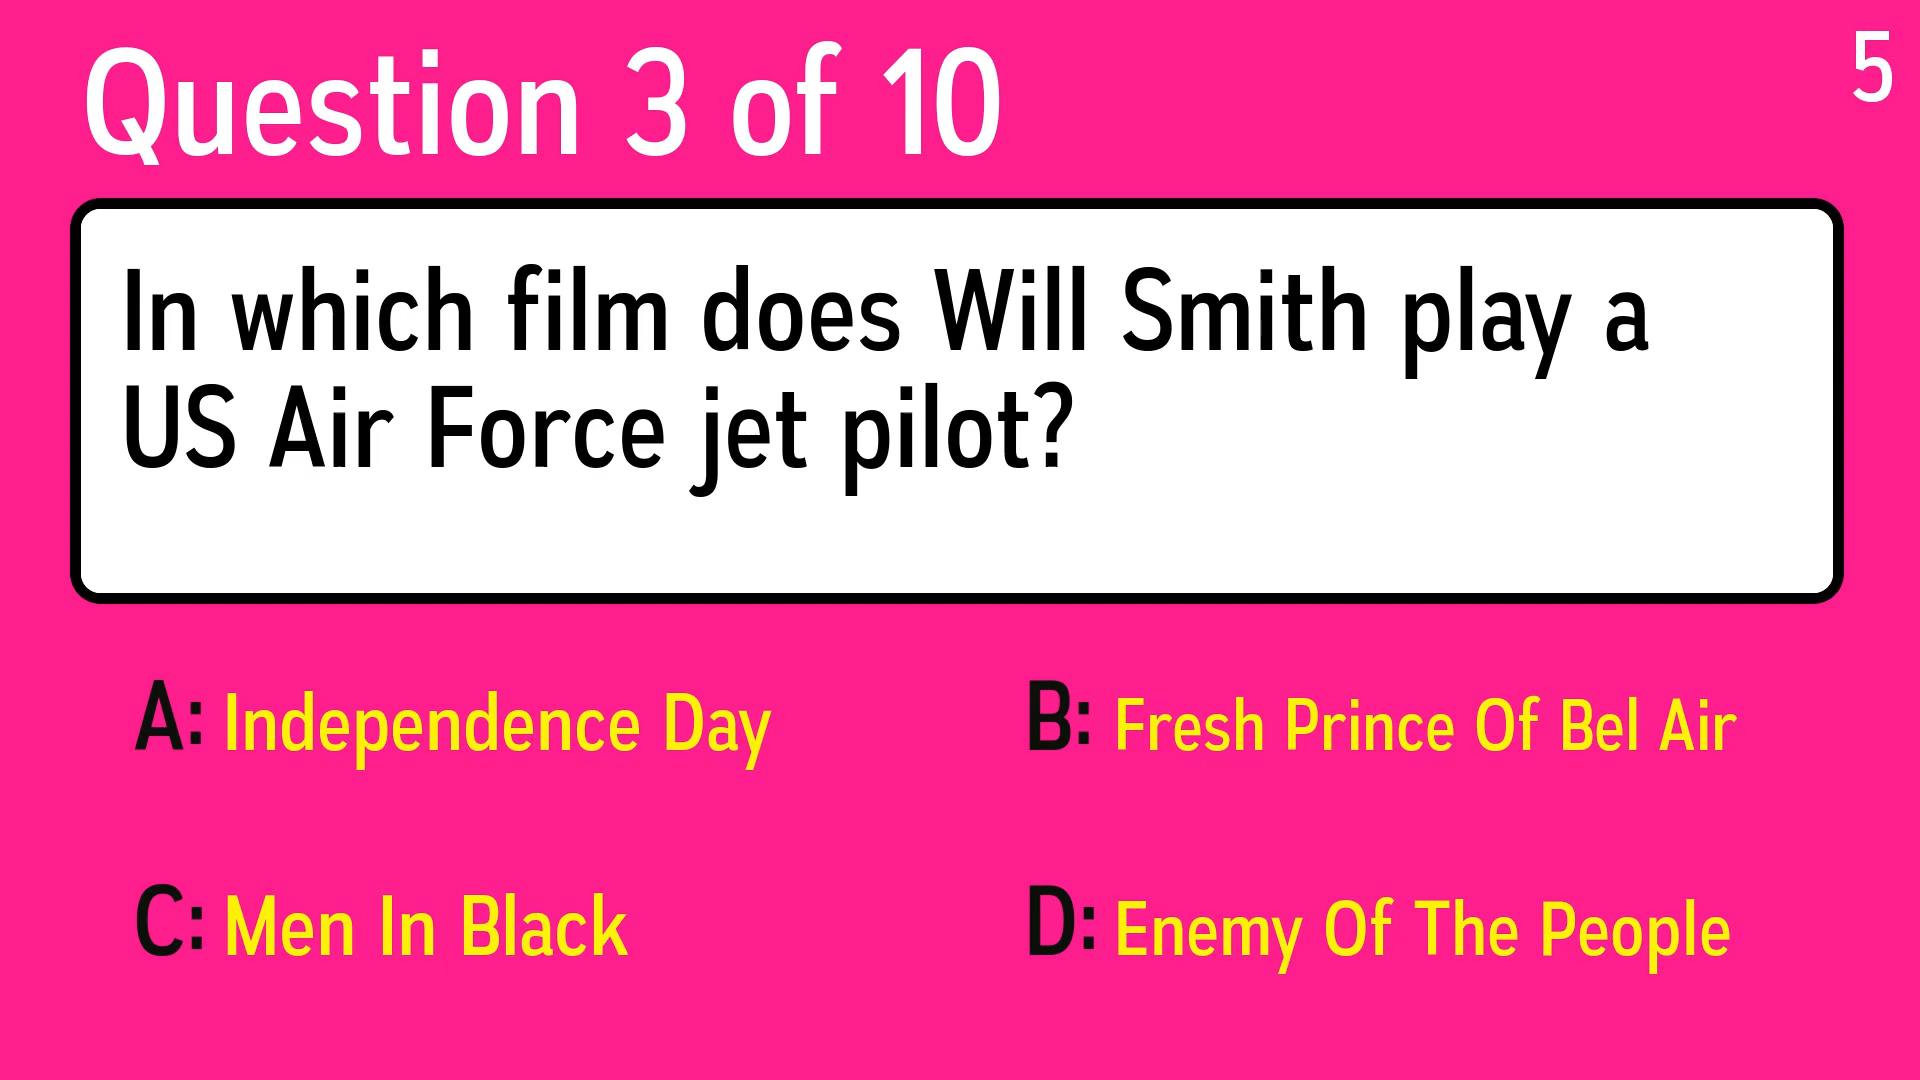 Question 3 of 10
5
In which film does Will Smith play a
US Air Force jet pilot?
A: Independence Day
B: Fresh Prince Of Bel Air
C: Men In Black
D: Enemy Of The People